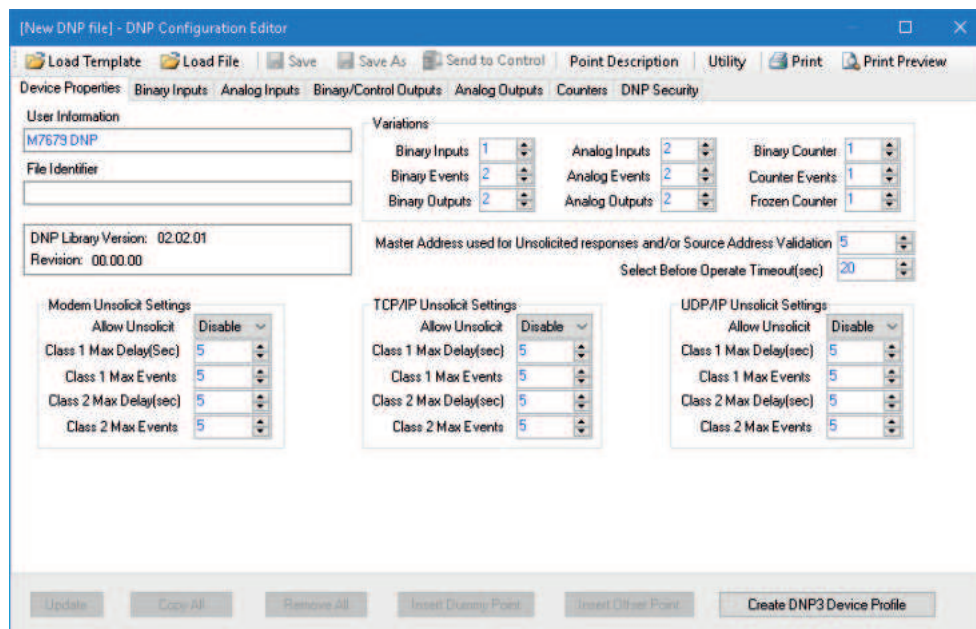 [New DNP file] - DNP Configuration Editor
Load Template Load File Save Save As Send to Control Point Description Utility Print Print Preview
Device Properties Binary Inputs Analog Inputs Binary/Control Outputs Analog Outputs Counters DNP Security
User Information
M7679 DNP
File Identifier
DNP Library Version: 02.02.01
Revision: 00.00.00
Variations
Binary Inputs 1 Analog Inputs 2 Binary Counter 1
Binary Events 2 Analog Events 2 Counter Events 1
Binary Outputs 2 Analog Outputs 2 Frozen Counter 1
Master Address used for Unsolicited responses and/or Source Address Validation 5
Select Before Operate Timeout(sec) 20
Modem Unsolicit Settings
Allow Unsolicit Disable
Class 1 Max Delay(Sec) 5
Class 1 Max Events 5
Class 2 Max Delay(sec) 5
Class 2 Max Events 5
TCP/IP Unsolicit Settings
Allow Unsolicit Disable
Class 1 Max Delay(sec) 5
Class 1 Max Events 5
Class 2 Max Delay(sec) 5
Class 2 Max Events 5
UDP/IP Unsolicit Settings
Allow Unsolicit Disable
Class 1 Max Delay(sec) 5
Class 1 Max Events 5
Class 2 Max Delay(sec) 5
Class 2 Max Events 5
Update Copy All Remove All Insert Dummy Point Insert Offset Point Create DNP3 Device Profile